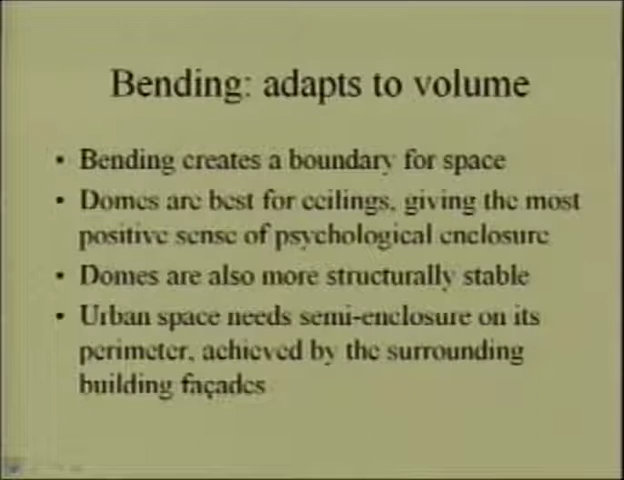 Bending: adapts to volume
• Bending creates a boundary for space
• Domes are best for ceilings, giving the most
positive sense of psychological enclosure
• Domes are also more structurally stable
• Urban space needs semi-enclosure on its
perimeter, achieved by the surrounding
building façades